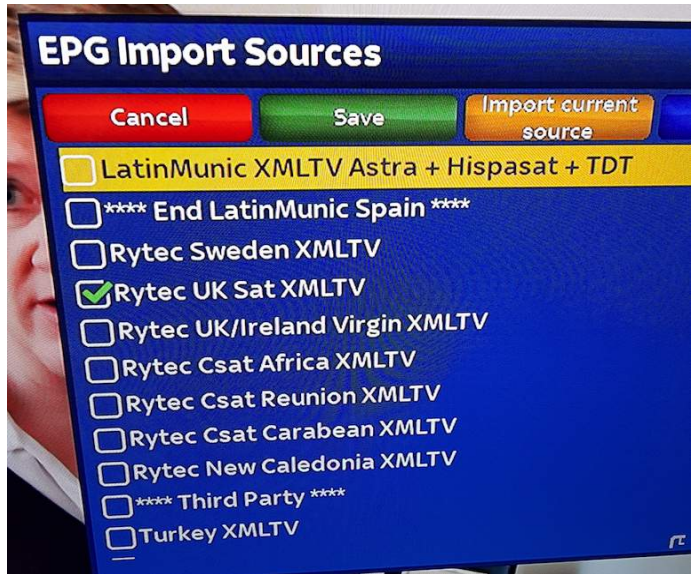 EPG Import Sources
Cancel
Save
Import current
source
LatinMunic XMLTV Astra + Hispasat + TDT
**** End LatinMunic Spain ****
Rytec Sweden XMLTV
Rytec UK Sat XMLTV
Rytec UK/Ireland Virgin XMLTV
Rytec Csat Africa XMLTV
Rytec Csat Reunion XMLTV
Rytec Csat Carabean XMLTV
Rytec New Caledonia XMLTV
**** Third Party ****
Turkey XMLTV